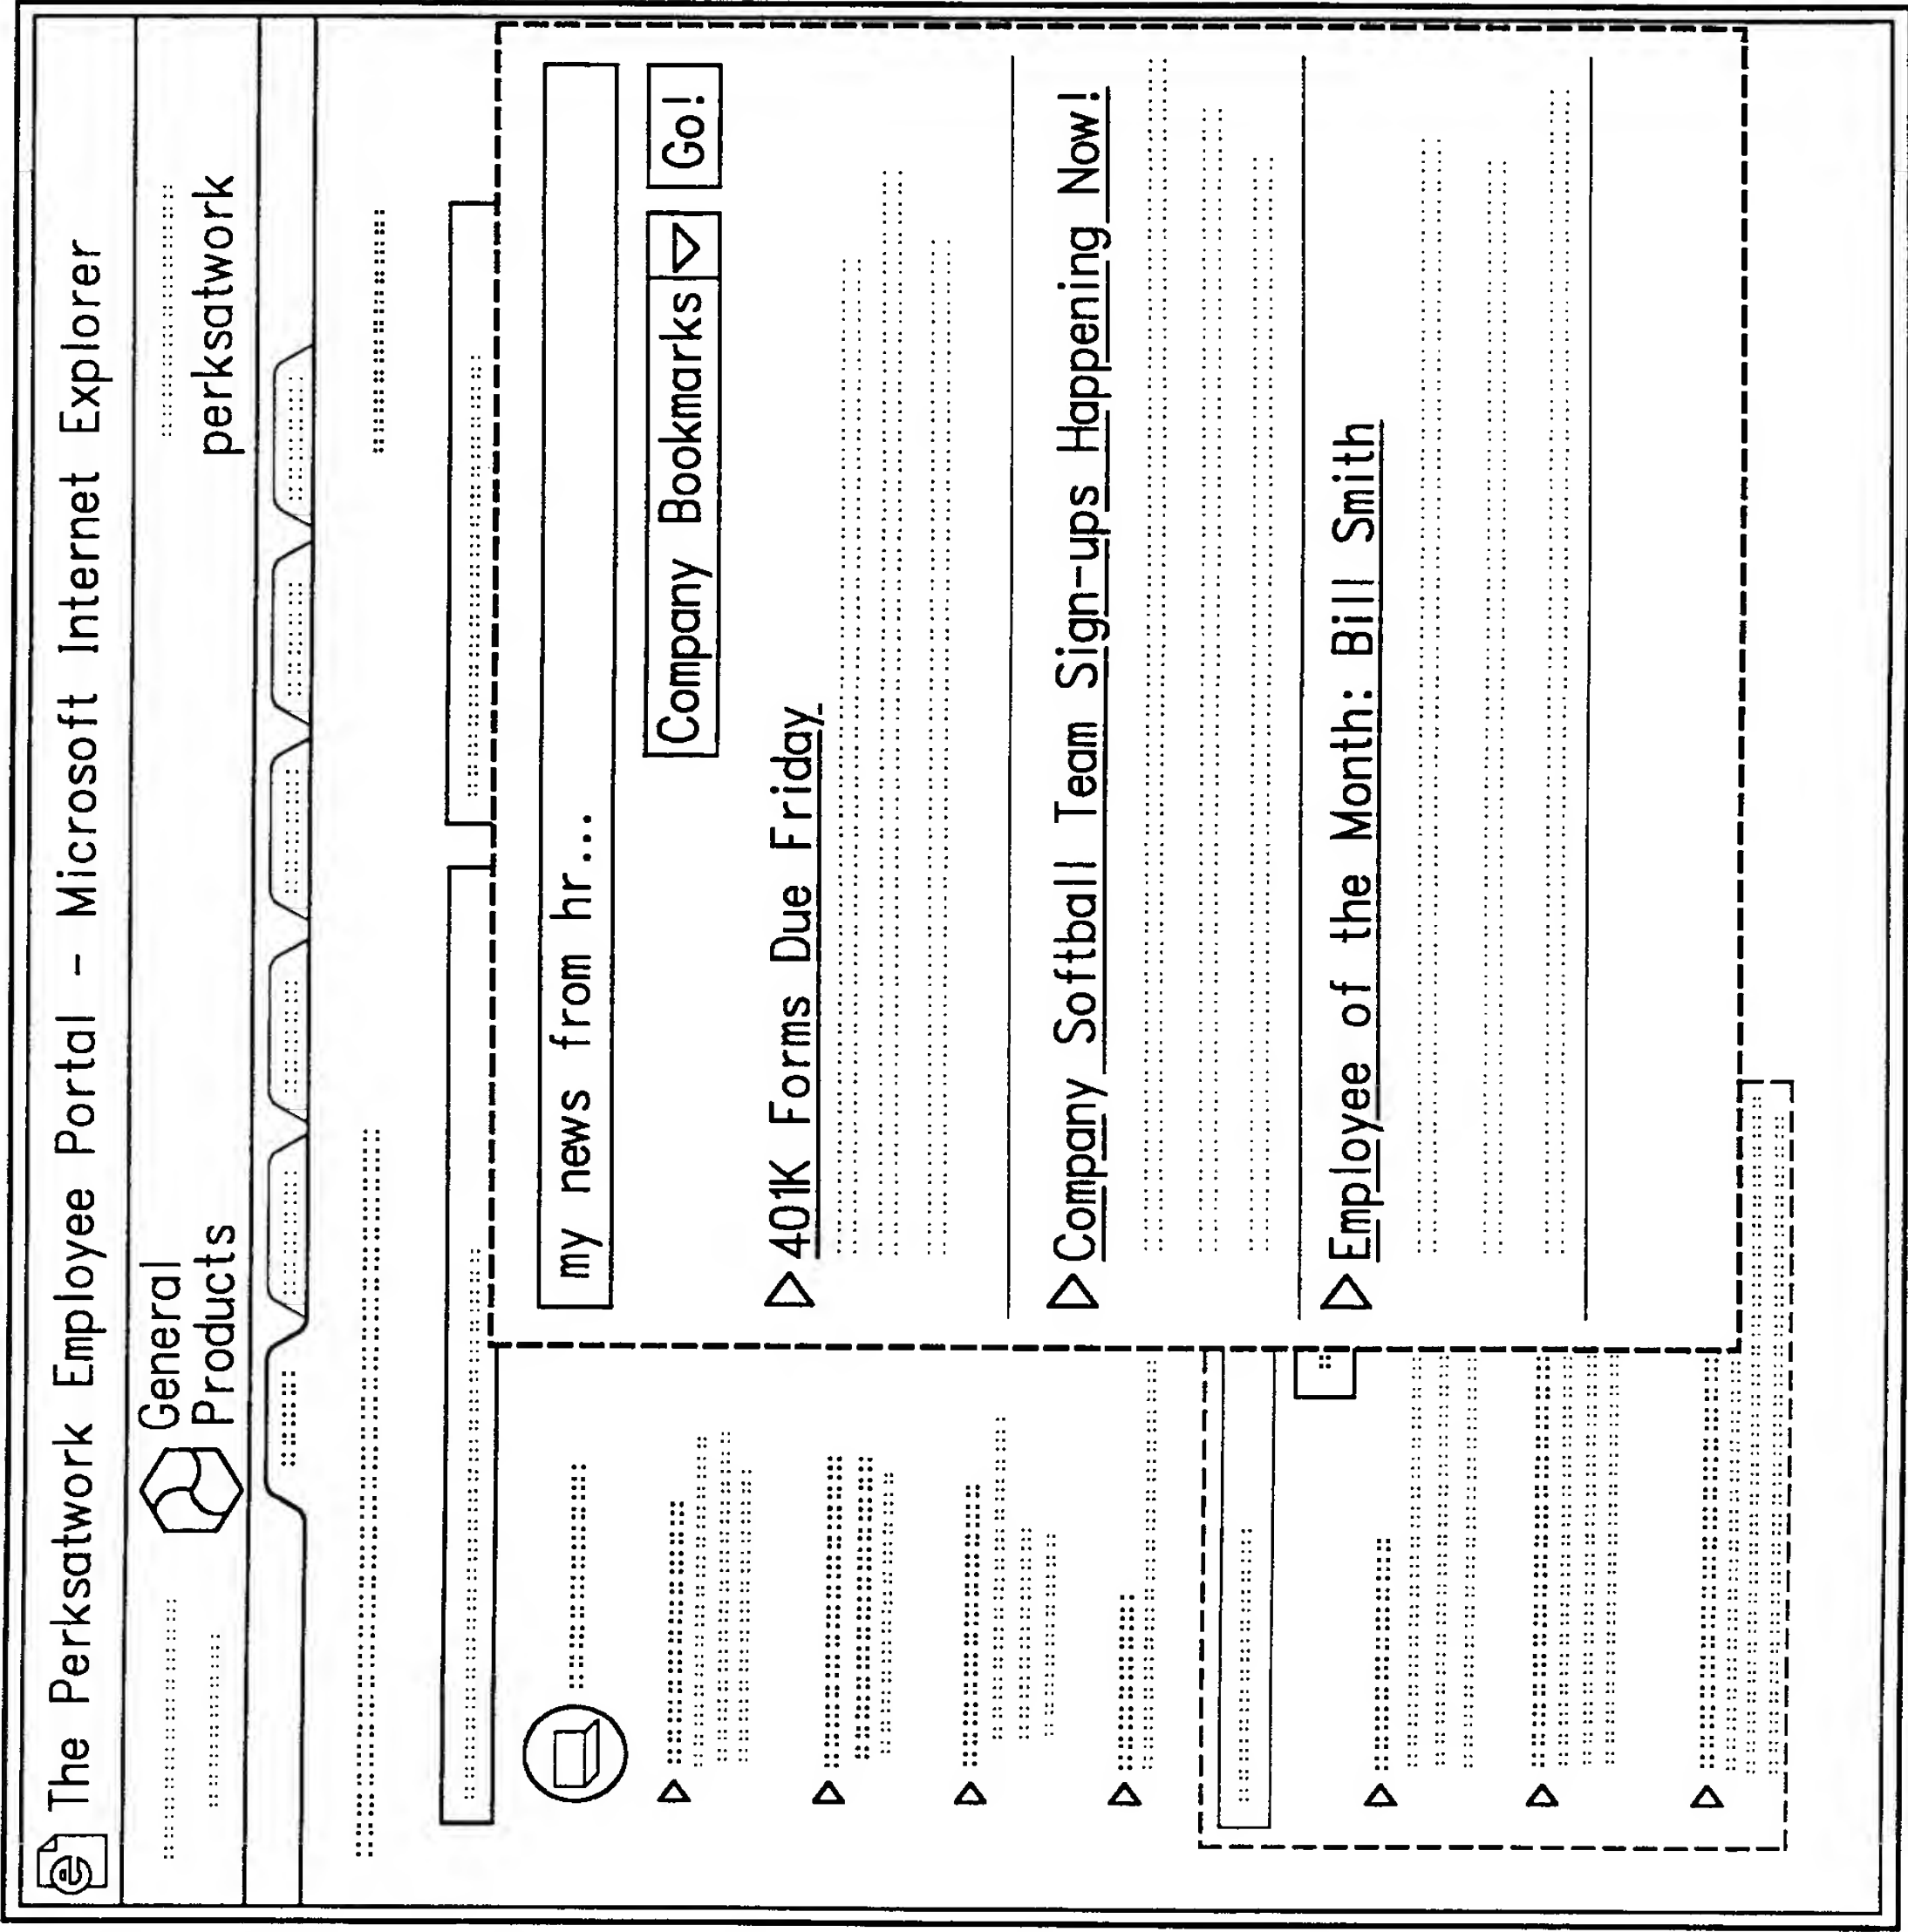 The Perksatwork Employee Portal - Microsoft Internet Explorer
General
Products
perksatwork
my news from hr...
Company Bookmarks Go!
401K Forms Due Friday
Company Softball Team Sign-ups Happening Now!
Employee of the Month: Bill Smith